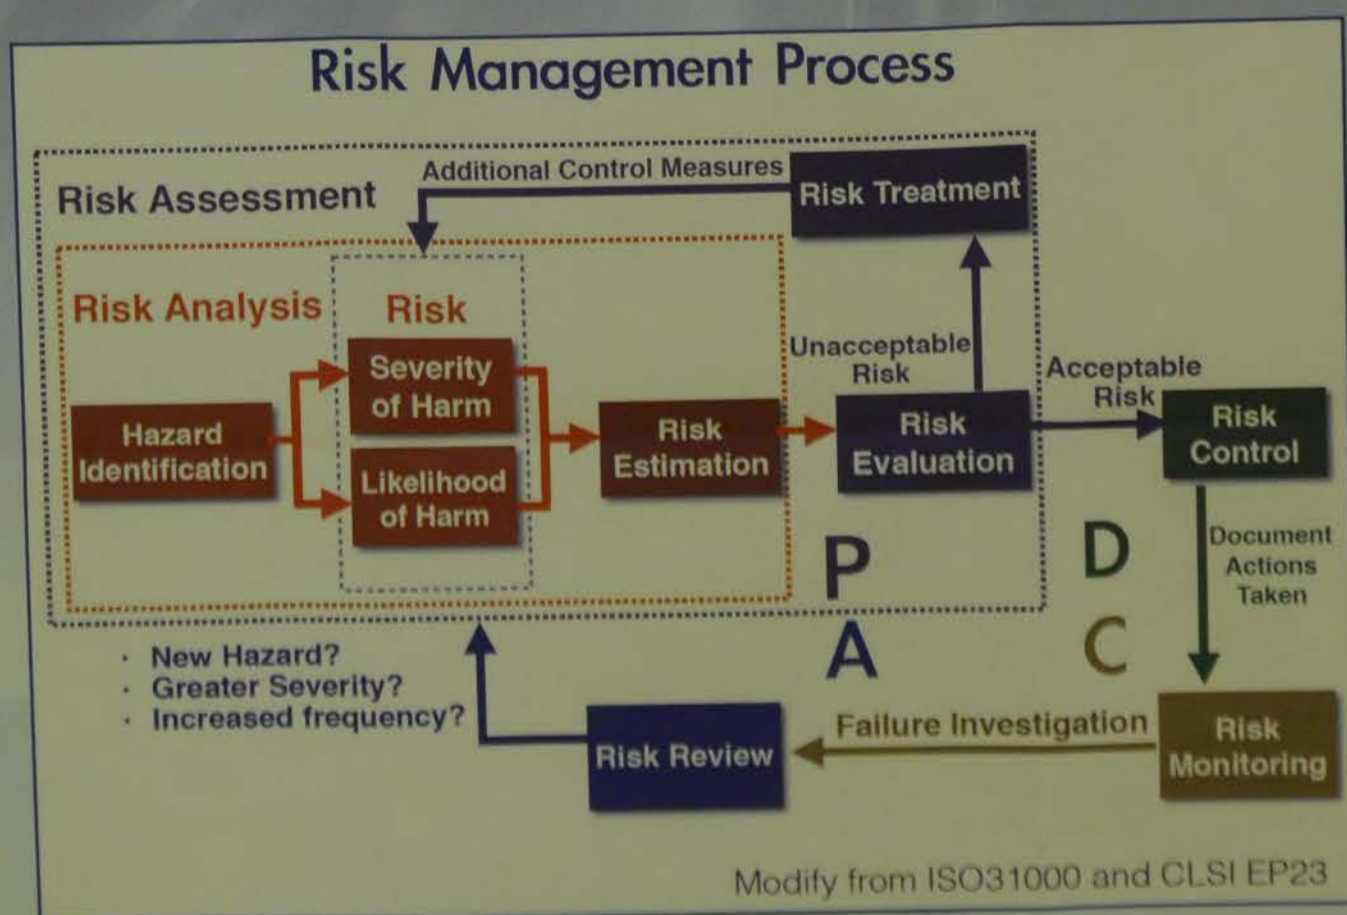 Risk Management Process
Additional Control Measures
Risk Treatment
Risk Assessment
Risk Analysis
Risk
Severity
of Harm
Likelihood
of Harm
Hazard
Identification
Risk
Estimation
Unacceptable
Risk
Risk
Evaluation
Acceptable
Risk
Risk
Control
P
D
A
C
Document
Actions
Taken
· New Hazard?
· Greater Severity?
· Increased frequency?
Risk Review
Failure Investigation
Risk
Monitoring
Modify from ISO31000 and CLSI EP23